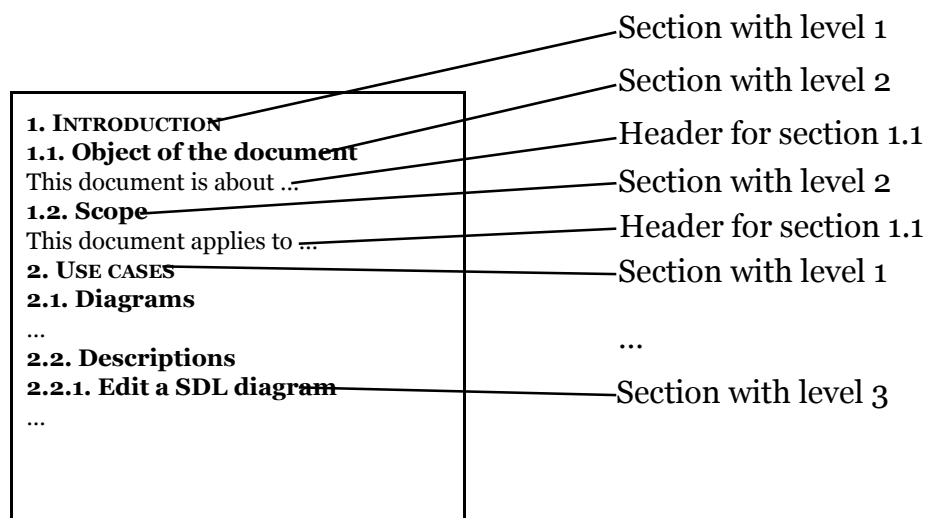 Section with level 1
Section with level 2
1. INTRODUCTION
1.1. Object of the document
Header for section 1.1
This document is about ...
Section with level 2
1.2. Scope
Header for section 1.1
This document applies to ...
2. USE CASES
Section with level 1
2.1. Diagrams
...
...
2.2. Descriptions
2.2.1. Edit a SDL diagram
Section with level 3
...